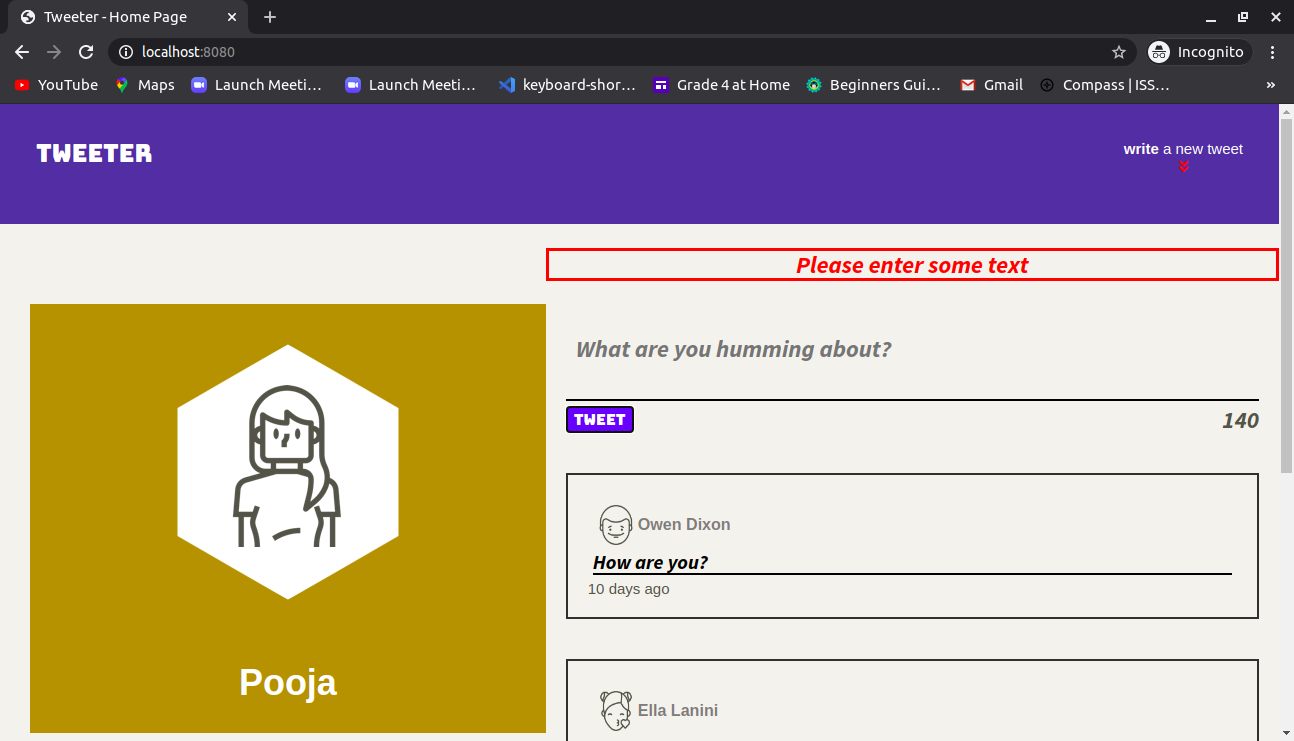 Tweeter - Home Page
localhost:8080
Incognito
YouTube Maps Launch Meeti… Launch Meeti… keyboard-shor… Grade 4 at Home Beginners Gui… Gmail Compass | ISS… »
TWEETER
write a new tweet
Please enter some text
What are you humming about?
TWEET
140
Owen Dixon
How are you?
10 days ago
Pooja
Ella Lanini